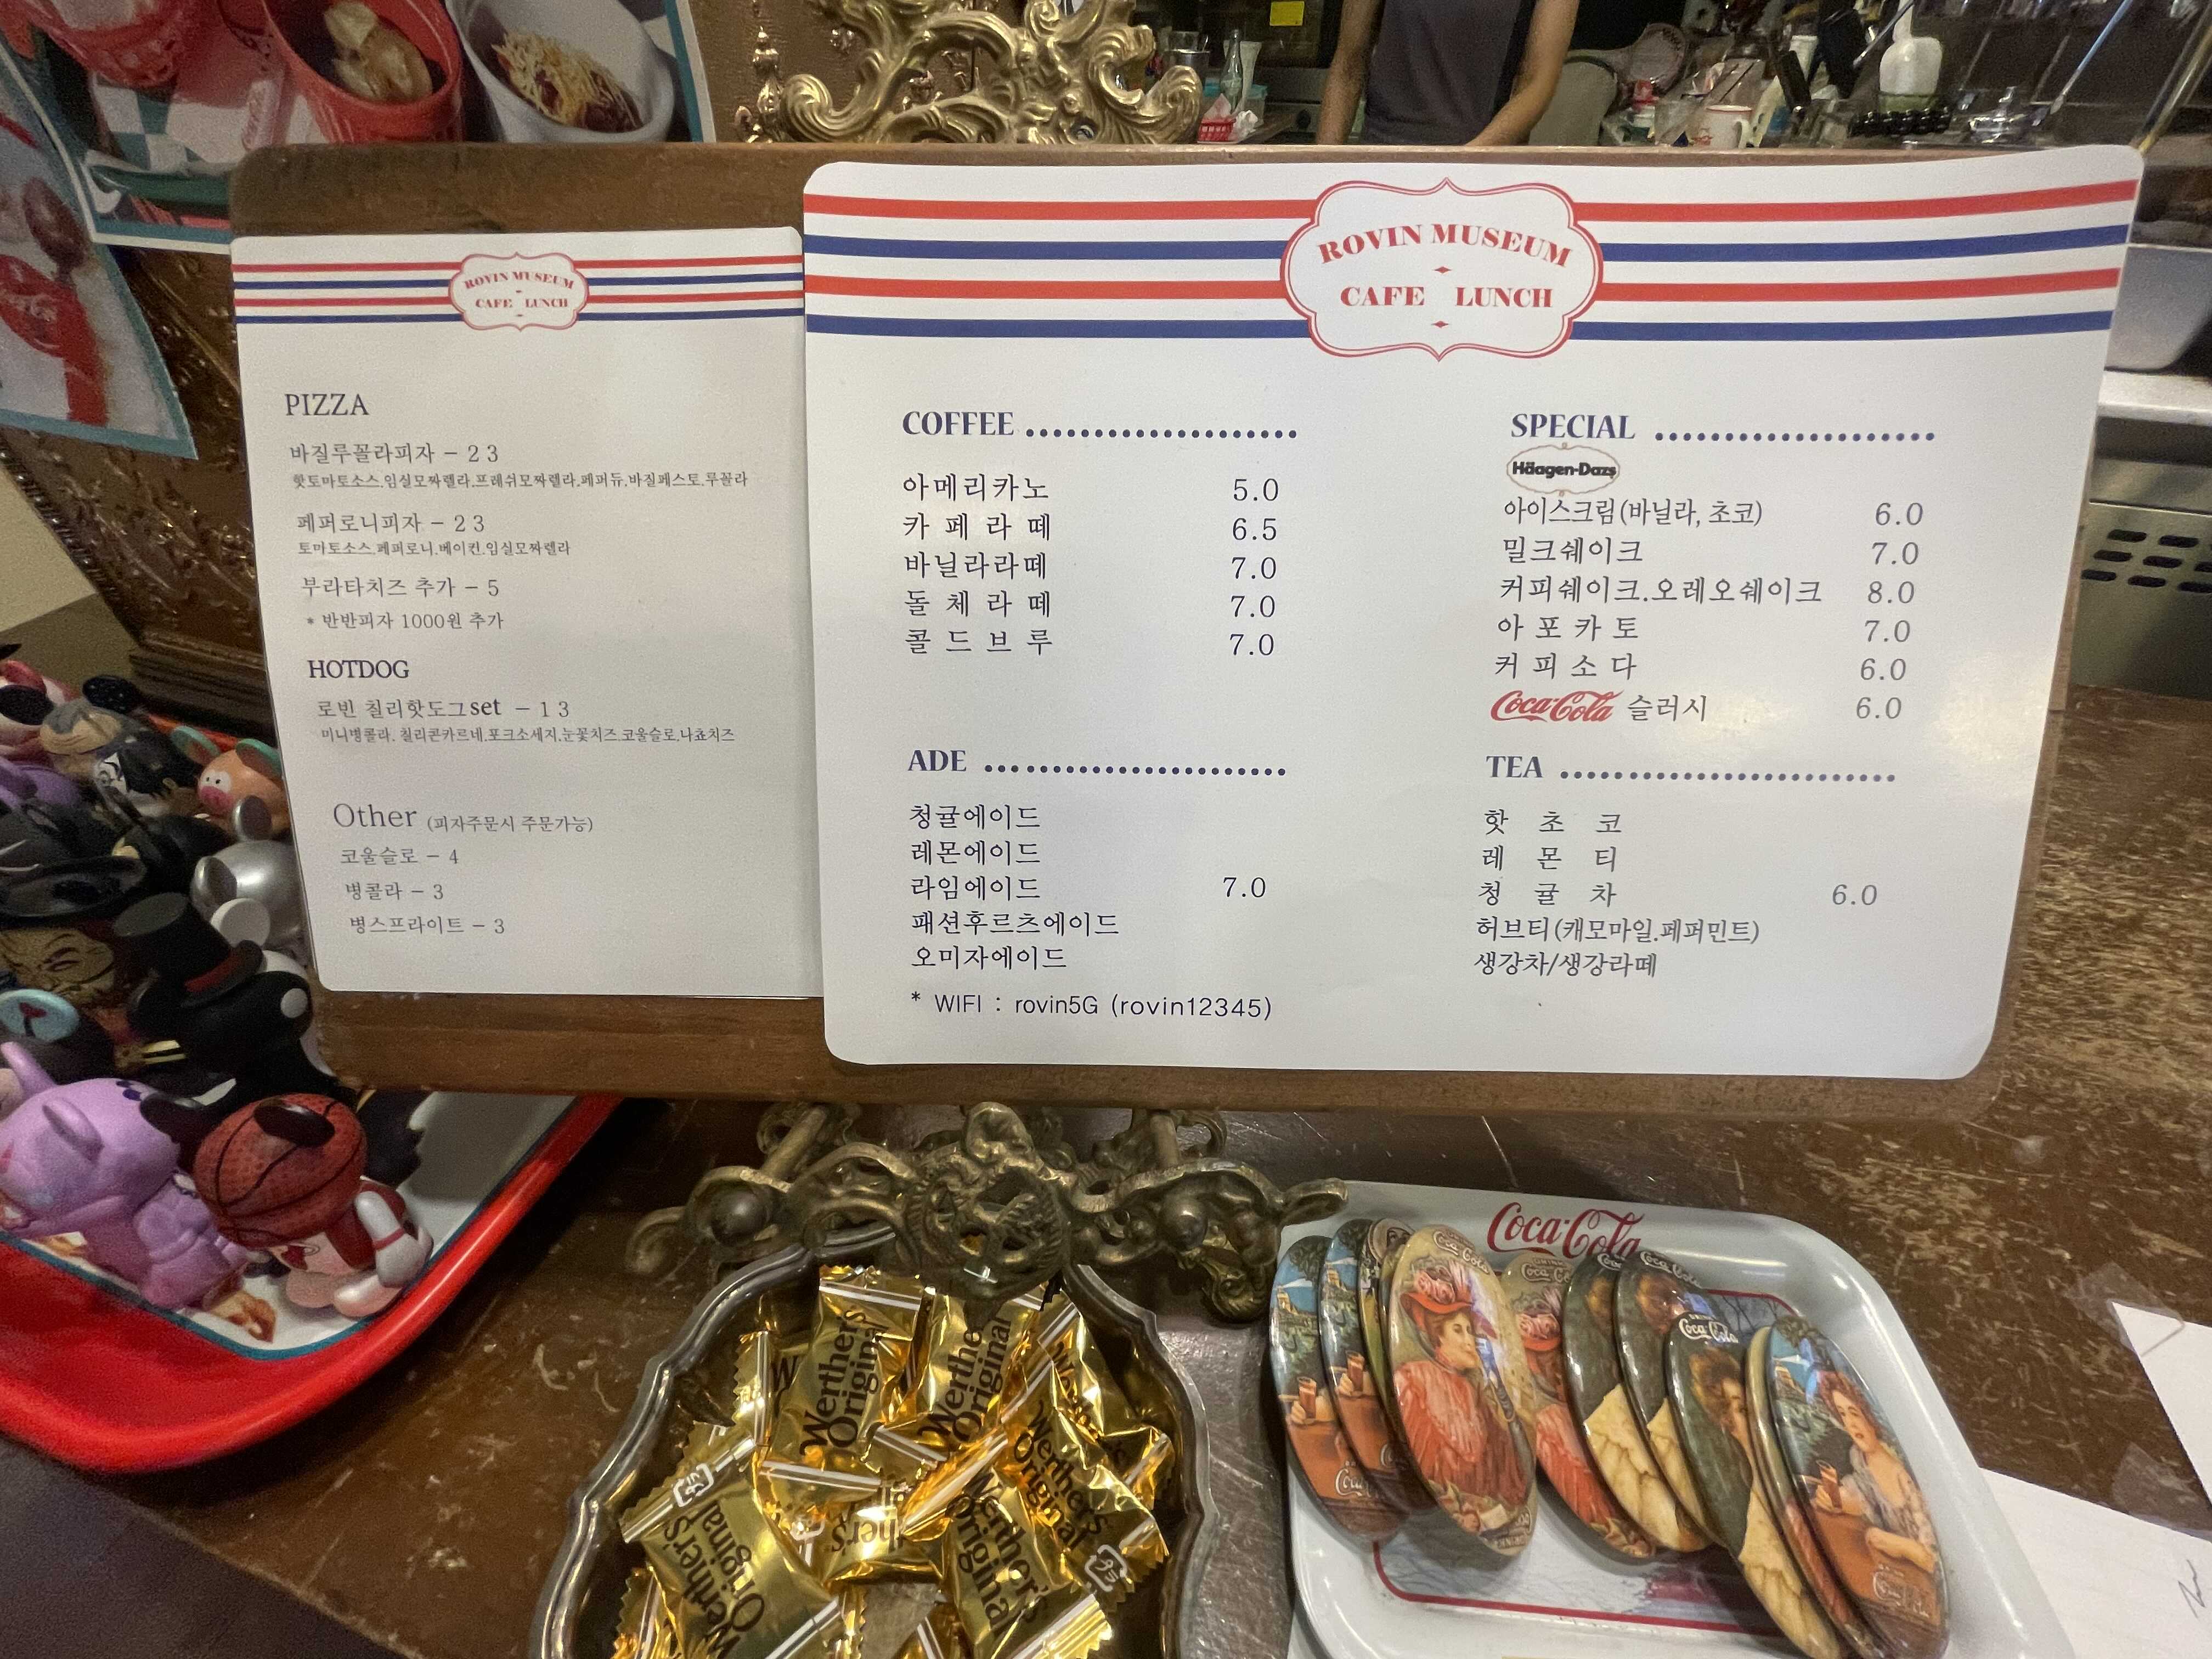 ROVIN MUSEUM
CAFE LUNCH
PIZZA
바질루꼴라피자 - 23
핫토마토소스.임실모짜렐라.프레쉬모짜렐라.페퍼듀.바질페스토.루꼴라
페퍼로니피자 - 23
토마토소스.페퍼로니.베이컨.임실모짜렐라
부라타치즈 추가 - 5
* 반반피자 1000원 추가
HOTDOG
로빈 칠리핫도그set - 13
미니병콜라. 칠리콘카르네.포크소세지.눈꽃치즈.코울슬로.나쵸치즈
Other (피자주문시 주문가능)
코울슬로 - 4
병콜라 - 3
병스프라이트 - 3
ROVIN MUSEUM
CAFE LUNCH
COFFEE ....................
아메리카노 5.0
카페라떼 6.5
바닐라라떼 7.0
돌체라떼 7.0
콜드브루 7.0
ADE ......................
청귤에이드
레몬에이드
라임에이드 7.0
패션후르츠에이드
오미자에이드
* WIFI : rovin5G (rovin12345)
SPECIAL .....................
Häagen-Dazs
아이스크림(바닐라, 초코) 6.0
밀크쉐이크 7.0
커피쉐이크.오레오쉐이크 8.0
아포카토 7.0
커피소다 6.0
Coca-Cola 슬러시 6.0
TEA .........................
핫초코
레몬티
청귤차 6.0
허브티(캐모마일.페퍼민트)
생강차/생강라떼
Coca-Cola
Coca-Cola
Coca-Cola
Werther's
Original
Werther's
Original
Werther's
Original
Werther's
Original
Werther's
Original